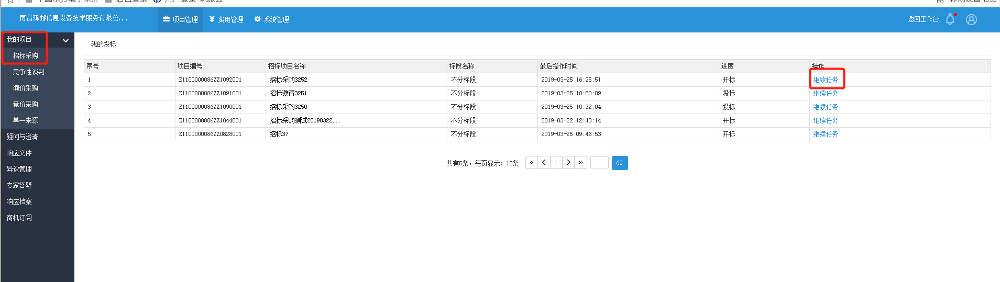 南昌鸿邮信息设备技术服务有限公...
项目管理
费用管理
系统管理
返回工作台
我的项目
招标采购
竞争性谈判
询价采购
竞价采购
单一来源
疑问与澄清
响应文件
异议管理
专家答疑
响应档案
商机订阅
我的投标
序号 项目编号 招标项目名称 标段名称 最后操作时间 进度 操作
1 E1100000086ZZ1092001 招标采购3252 不分标段 2019-03-25 16:25:51 开标 继续任务
2 E1100000086ZZ1091001 招标邀请3251 不分标段 2019-03-25 10:50:09 投标 继续任务
3 E1100000086ZZ1090001 招标采购3250 不分标段 2019-03-25 10:32:04 投标 继续任务
4 E1100000086ZZ1044001 招标采购测试20190322... 不分标段 2019-03-22 12:43:14 开标 继续任务
5 E1100000086ZZ0828001 招标37 不分标段 2019-03-25 09:46:53 开标 继续任务
共有5条，每页显示：10条 « < 1 > » GO